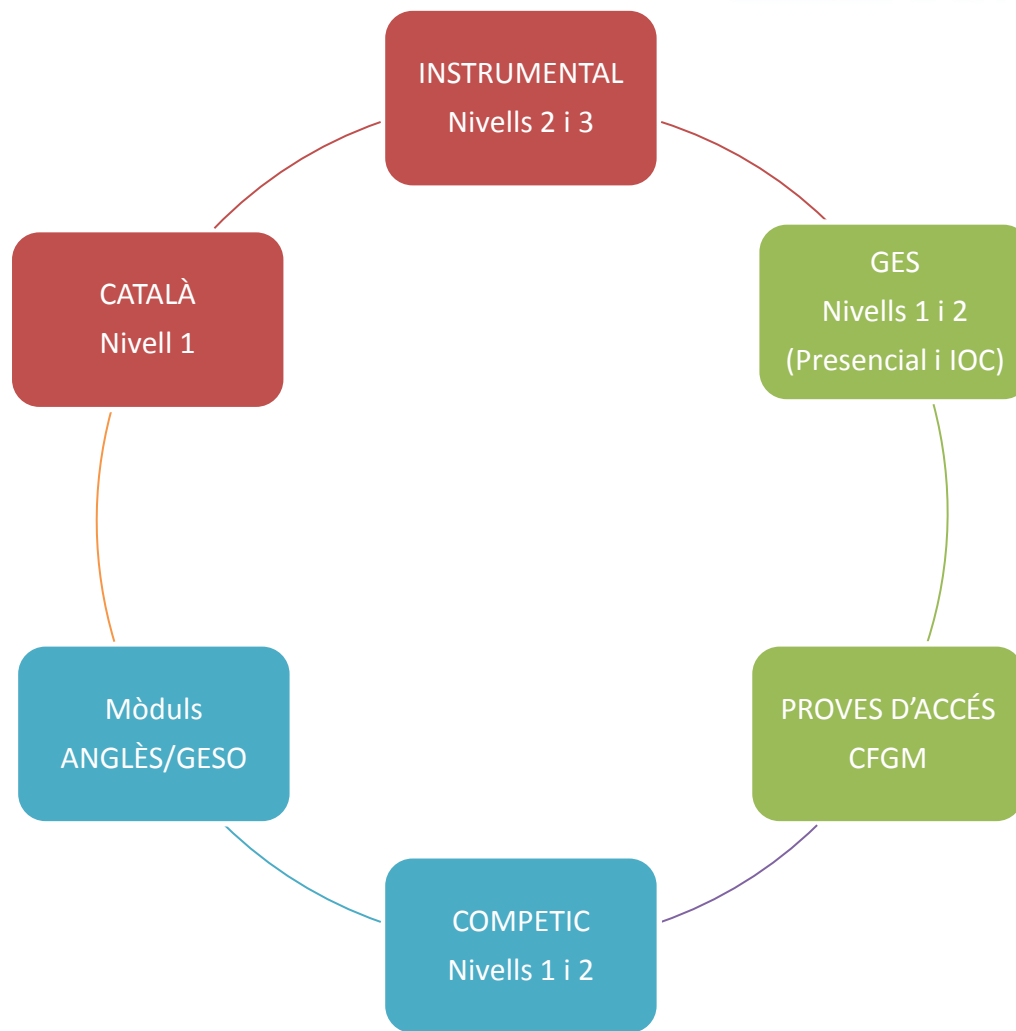 INSTRUMENTAL
Nivells 2 i 3
GES
Nivells 1 i 2
(Presencial i IOC)
PROVES D’ACCÉS
CFGM
COMPETIC
Nivells 1 i 2
Mòduls
ANGLÈS/GESO
CATALÀ
Nivell 1